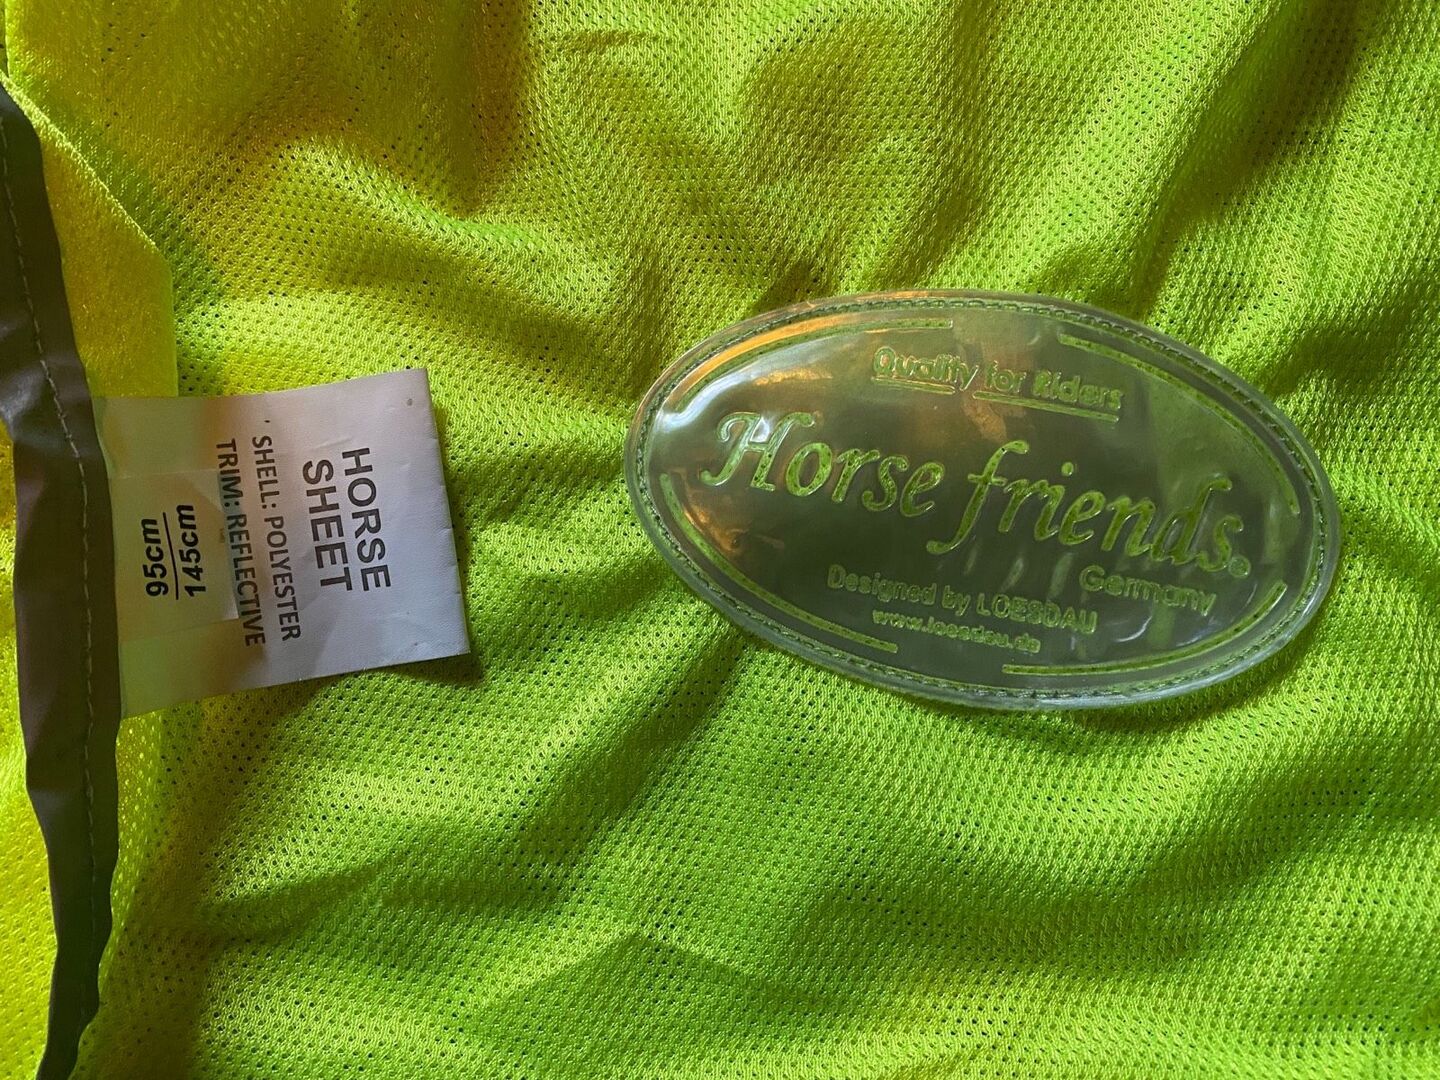 HORSE
SHEET
SHELL: POLYESTER
TRIM: REFLECTIVE
95cm
145cm
Quality for Riders
Horse friends.
Germany
Designed by LOESDAU
www.loesdau.de